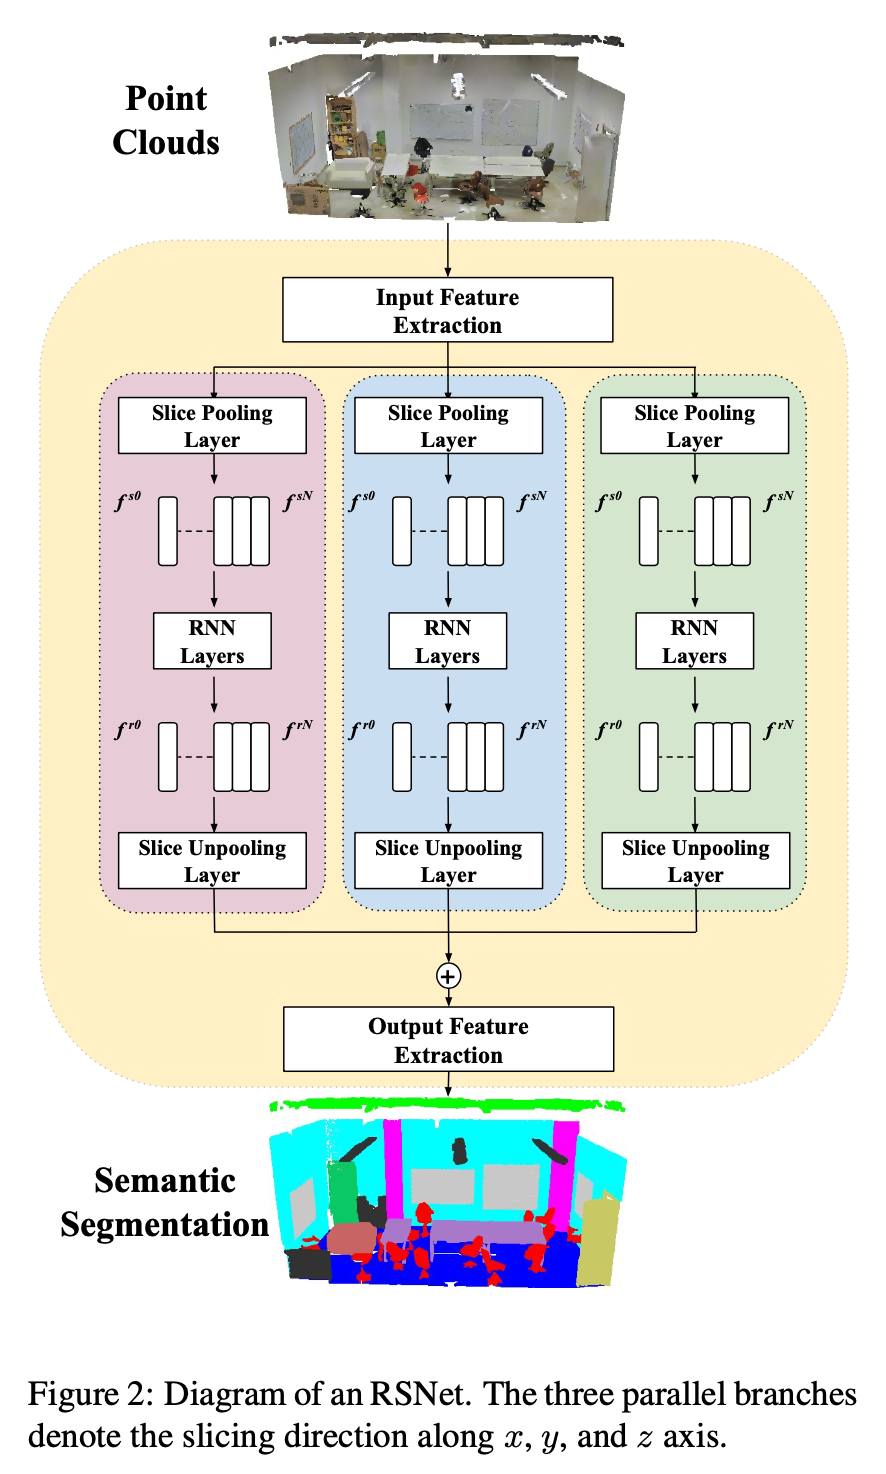 Point
Clouds
Input Feature
Extraction
Slice Pooling
Layer
Slice Pooling
Layer
Slice Pooling
Layer
f^{s0} f^{sN}
f^{s0} f^{sN}
f^{s0} f^{sN}
RNN
Layers
RNN
Layers
RNN
Layers
f^{r0} f^{rN}
f^{r0} f^{rN}
f^{r0} f^{rN}
Slice Unpooling
Layer
Slice Unpooling
Layer
Slice Unpooling
Layer
+
Output Feature
Extraction
Semantic
Segmentation
Figure 2: Diagram of an RSNet. The three parallel branches
denote the slicing direction along x, y, and z axis.